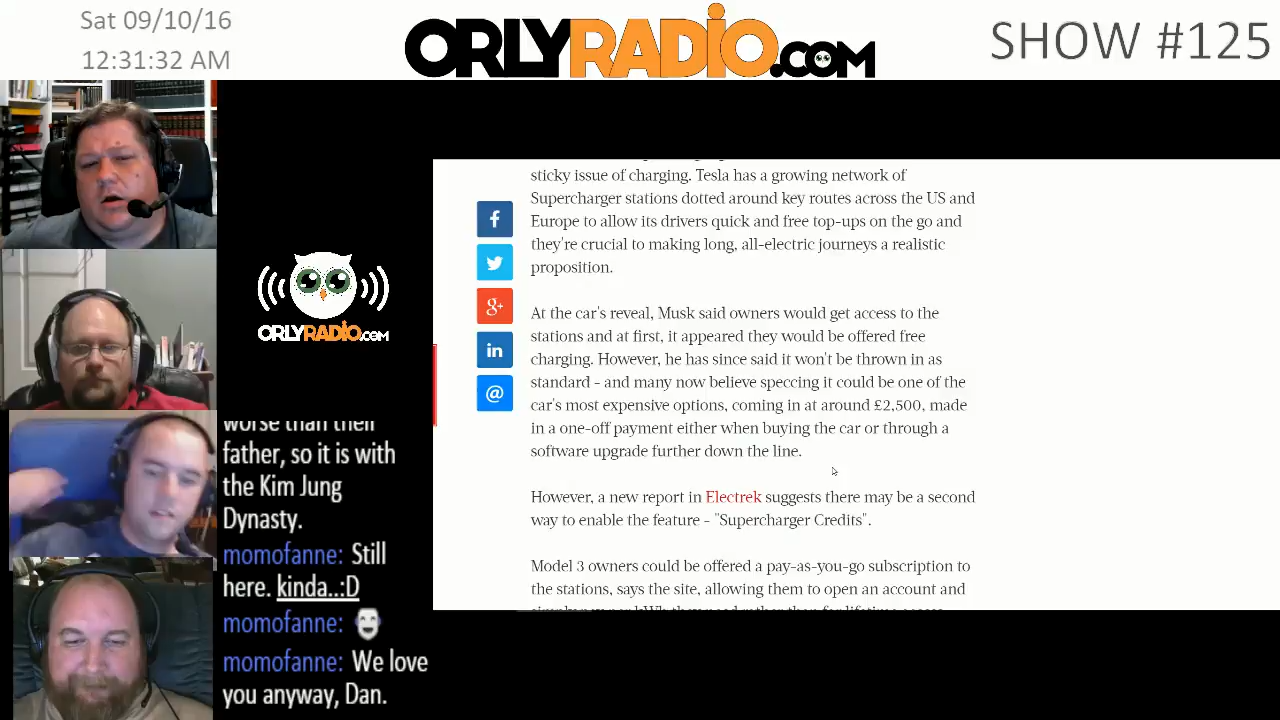 Sat 09/10/16
12:31:32 AM
ORLYRADIO.COM
SHOW #125
ORLYRADIO.COM
worse than their
father, so it is with
the Kim Jung
Dynasty.
momofanne: Still
here. kinda..:D
momofanne:
momofanne: We love
you anyway, Dan.
f
g+
in
@
sticky issue of charging. Tesla has a growing network of
Supercharger stations dotted around key routes across the US and
Europe to allow its drivers quick and free top-ups on the go and
they're crucial to making long, all-electric journeys a realistic
proposition.
At the car's reveal, Musk said owners would get access to the
stations and at first, it appeared they would be offered free
charging. However, he has since said it won't be thrown in as
standard - and many now believe speccing it could be one of the
car's most expensive options, coming in at around £2,500, made
in a one-off payment either when buying the car or through a
software upgrade further down the line.
However, a new report in Electrek suggests there may be a second
way to enable the feature - "Supercharger Credits".
Model 3 owners could be offered a pay-as-you-go subscription to
the stations, says the site, allowing them to open an account and